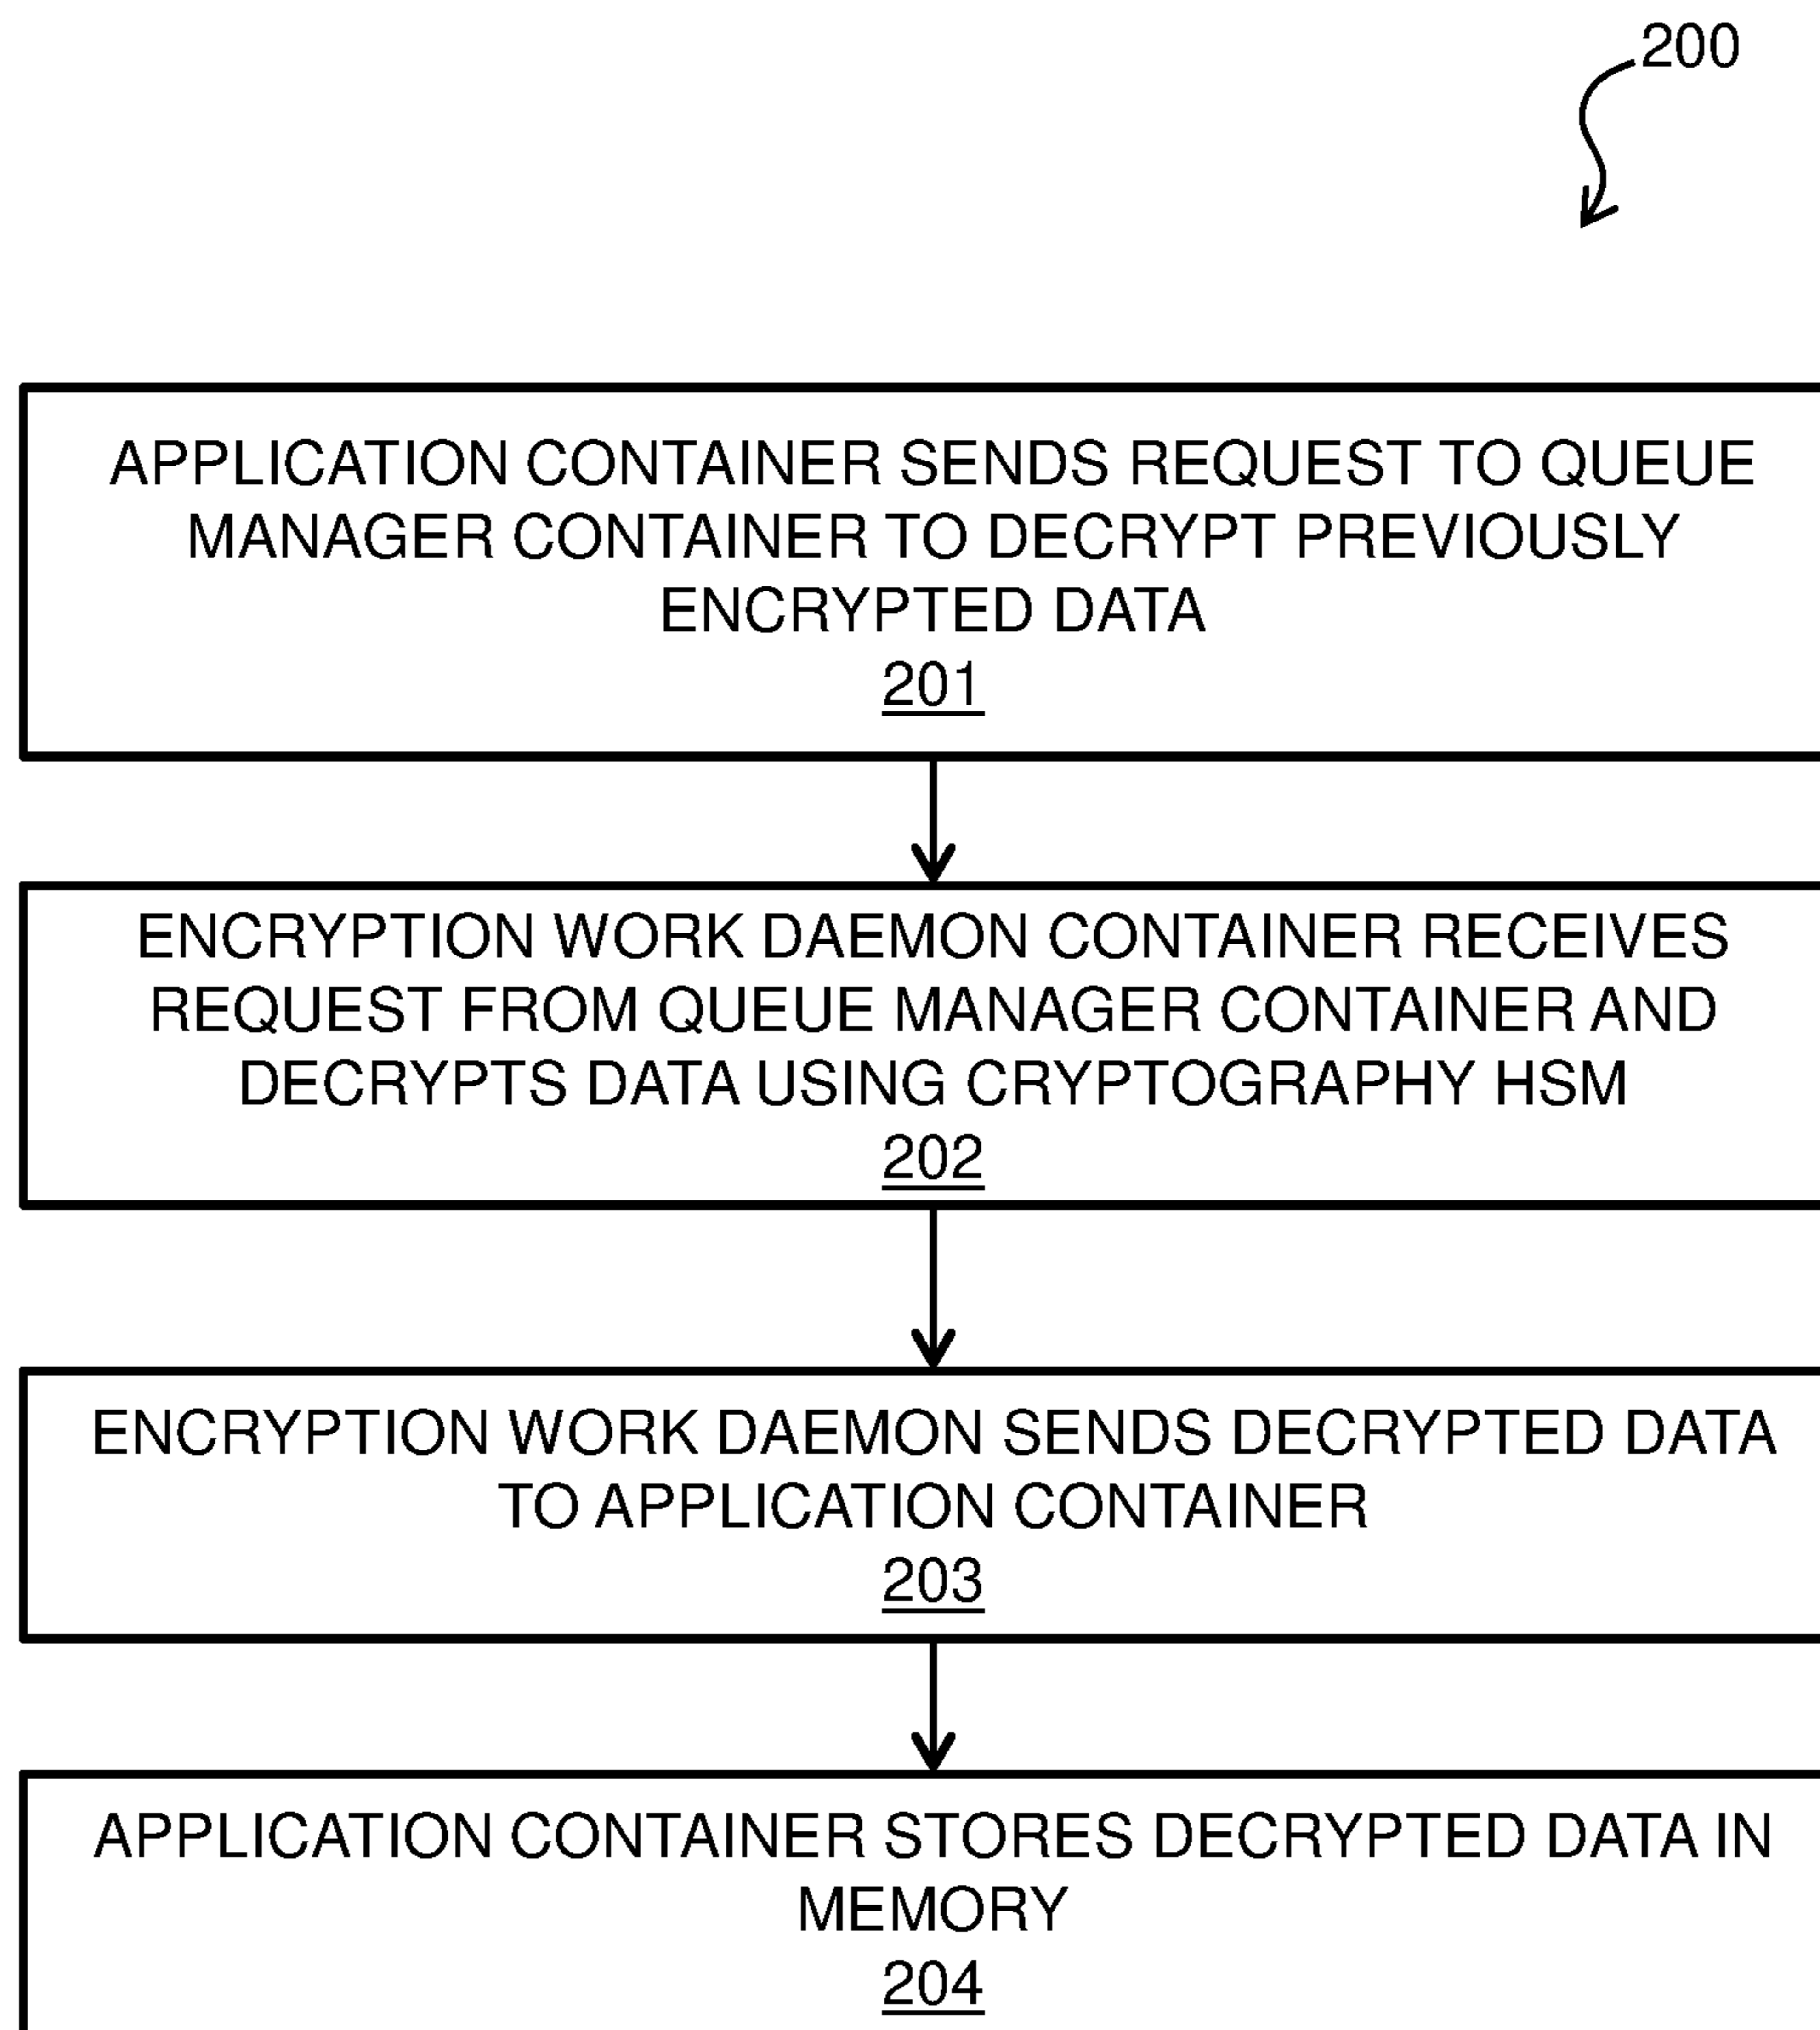 200
APPLICATION CONTAINER SENDS REQUEST TO QUEUE
MANAGER CONTAINER TO DECRYPT PREVIOUSLY
ENCRYPTED DATA
201
ENCRYPTION WORK DAEMON CONTAINER RECEIVES
REQUEST FROM QUEUE MANAGER CONTAINER AND
DECRYPTS DATA USING CRYPTOGRAPHY HSM
202
ENCRYPTION WORK DAEMON SENDS DECRYPTED DATA
TO APPLICATION CONTAINER
203
APPLICATION CONTAINER STORES DECRYPTED DATA IN
MEMORY
204